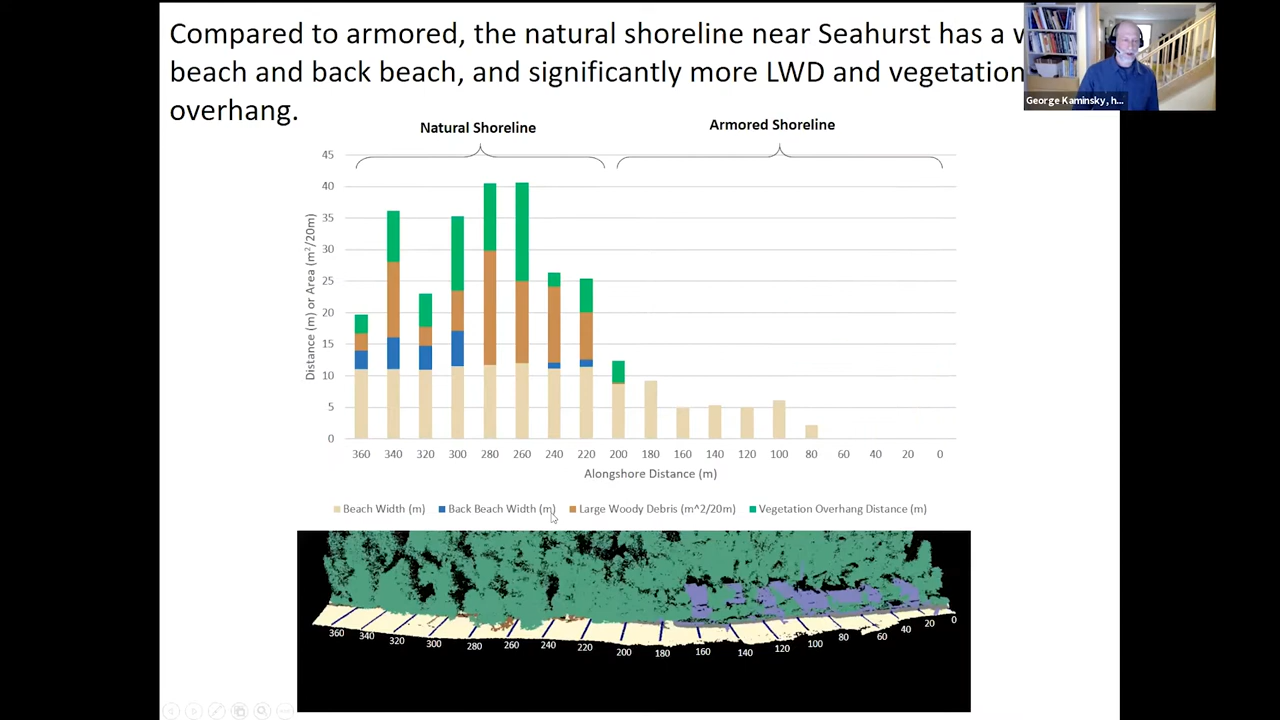 Compared to armored, the natural shoreline near Seahurst has a
beach and back beach, and significantly more LWD and vegetation
overhang.
George Kaminsky, h...
Natural Shoreline
Armored Shoreline
45
40
35
30
25
20
15
10
5
0
Distance (m) or Area (m²/20m)
360 340 320 300 280 260 240 220 200 180 160 140 120 100 80 60 40 20 0
Alongshore Distance (m)
Beach Width (m) Back Beach Width (m) Large Woody Debris (m^2/20m) Vegetation Overhang Distance (m)
360 340 320 300 280 260 240 220 200 180 160 140 120 100 80 60 40 20 0